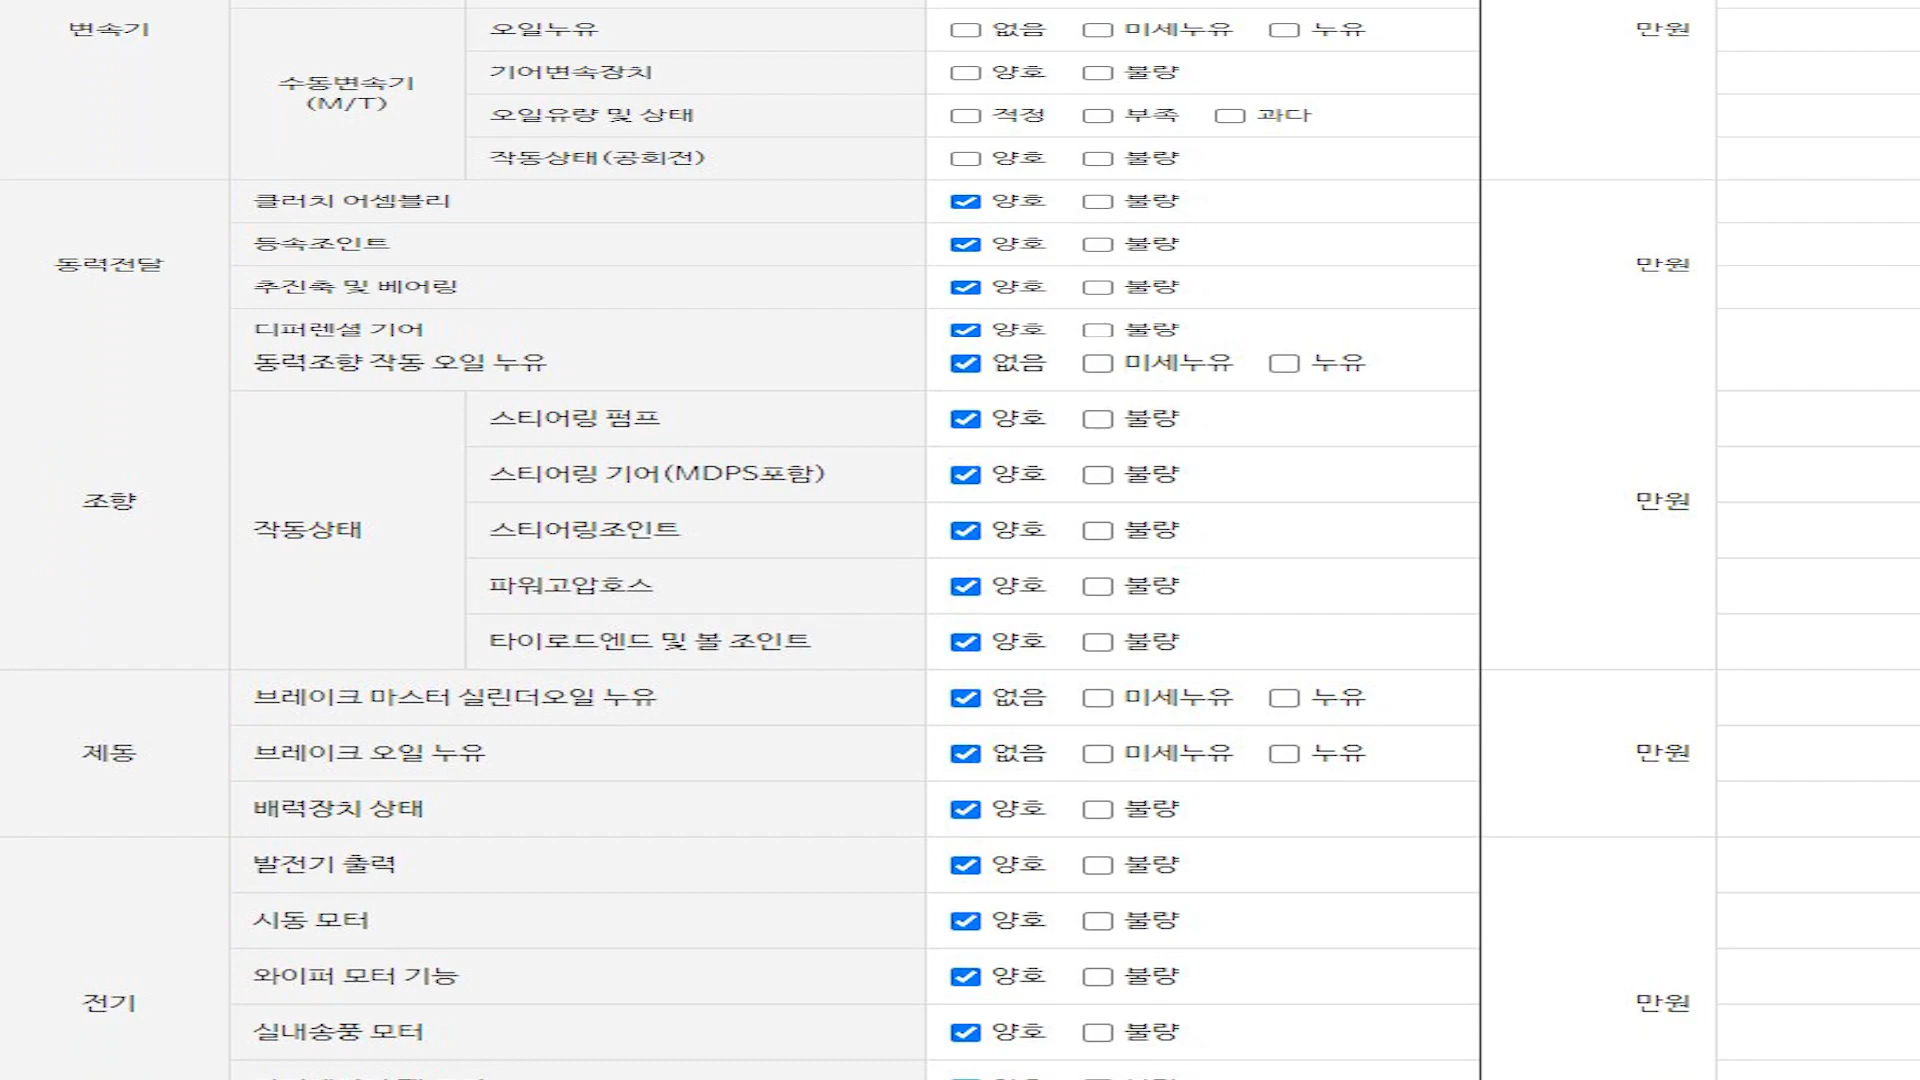 변속기
수동변속기
(M/T)
오일누유 없음 미세누유 누유 만원
기어변속장치 양호 불량
오일유량 및 상태 적정 부족 과다
작동상태(공회전) 양호 불량
동력전달
클러치 어셈블리 양호 불량
등속조인트 양호 불량
만원
추진축 및 베어링 양호 불량
디퍼렌셜 기어 양호 불량
조향
동력조향 작동 오일 누유 없음 미세누유 누유
작동상태
스티어링 펌프 양호 불량
스티어링 기어(MDPS포함) 양호 불량
만원
스티어링조인트 양호 불량
파워고압호스 양호 불량
타이로드엔드 및 볼 조인트 양호 불량
제동
브레이크 마스터 실린더오일 누유 없음 미세누유 누유
브레이크 오일 누유 없음 미세누유 누유 만원
배력장치 상태 양호 불량
전기
발전기 출력 양호 불량
시동 모터 양호 불량
와이퍼 모터 기능 양호 불량
만원
실내송풍 모터 양호 불량